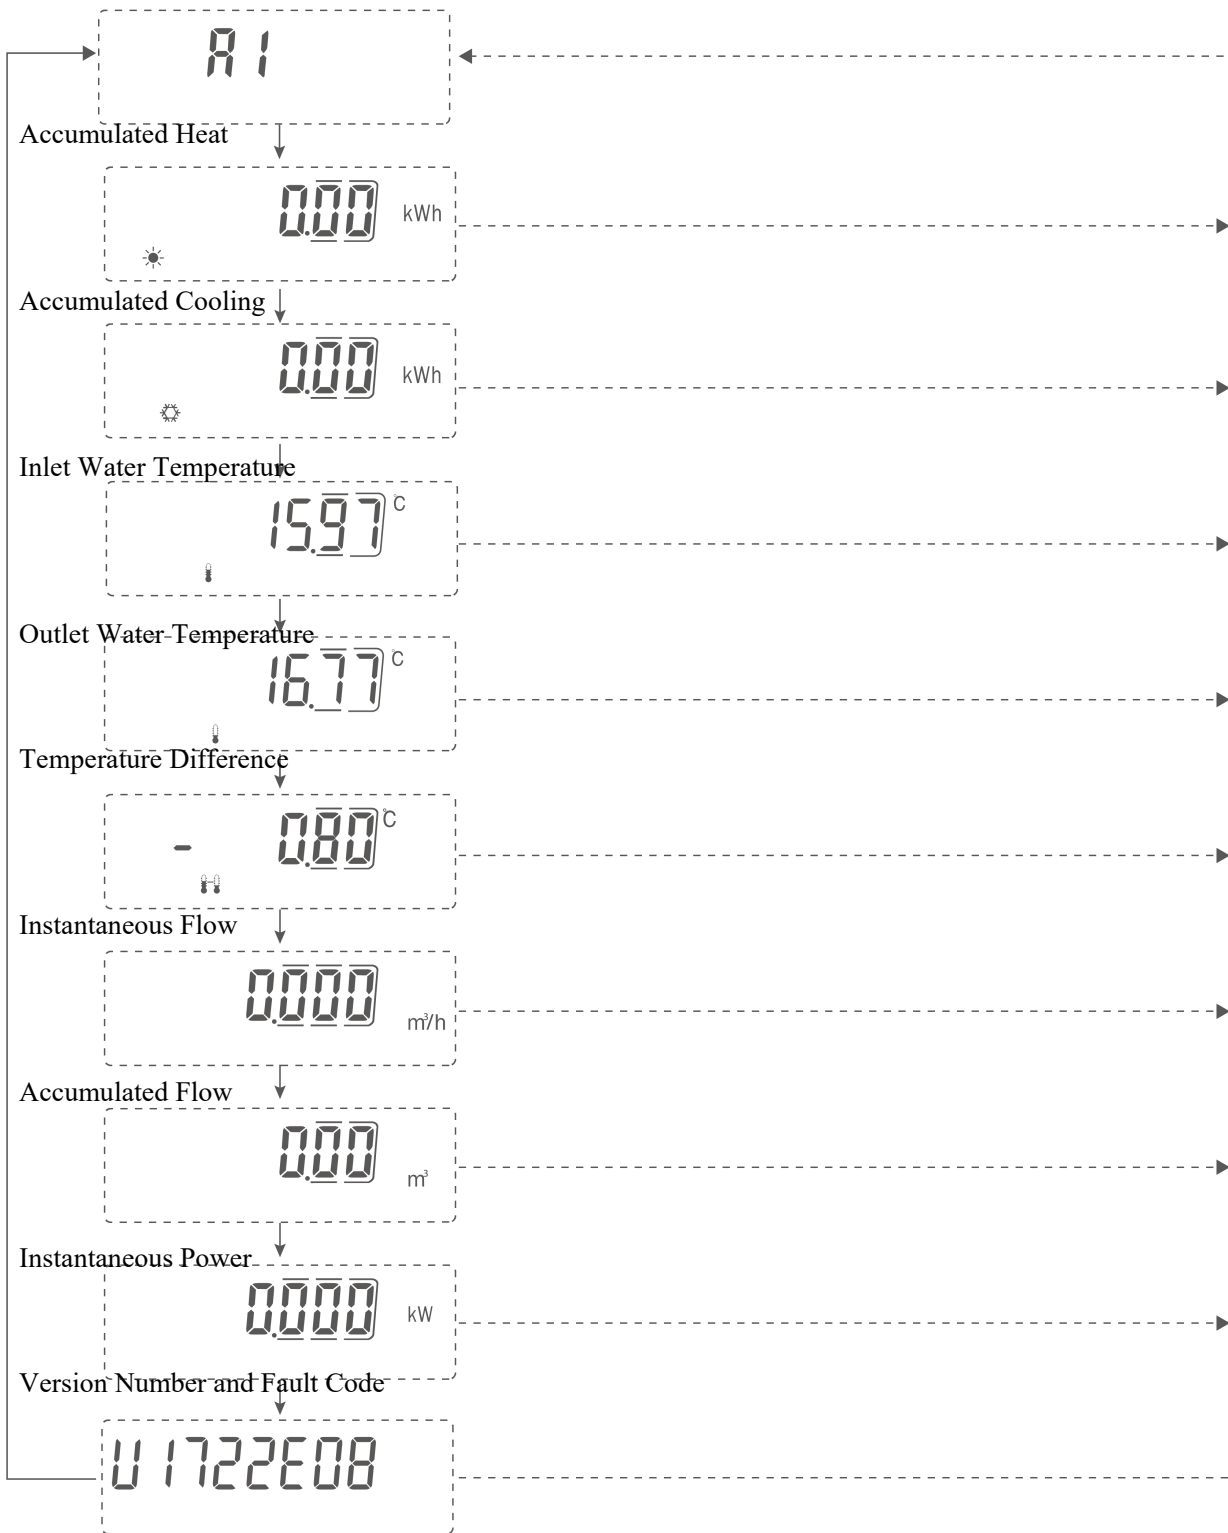 A1
Accumulated Heat
0.00 kWh
Accumulated Cooling
0.00 kWh
Inlet Water Temperature
15.97 °C
Outlet Water Temperature
16.77 °C
Temperature Difference
- 0.80 °C
Instantaneous Flow
0.000 m³/h
Accumulated Flow
0.00 m³
Instantaneous Power
0.000 kW
Version Number and Fault Code
U1722E08